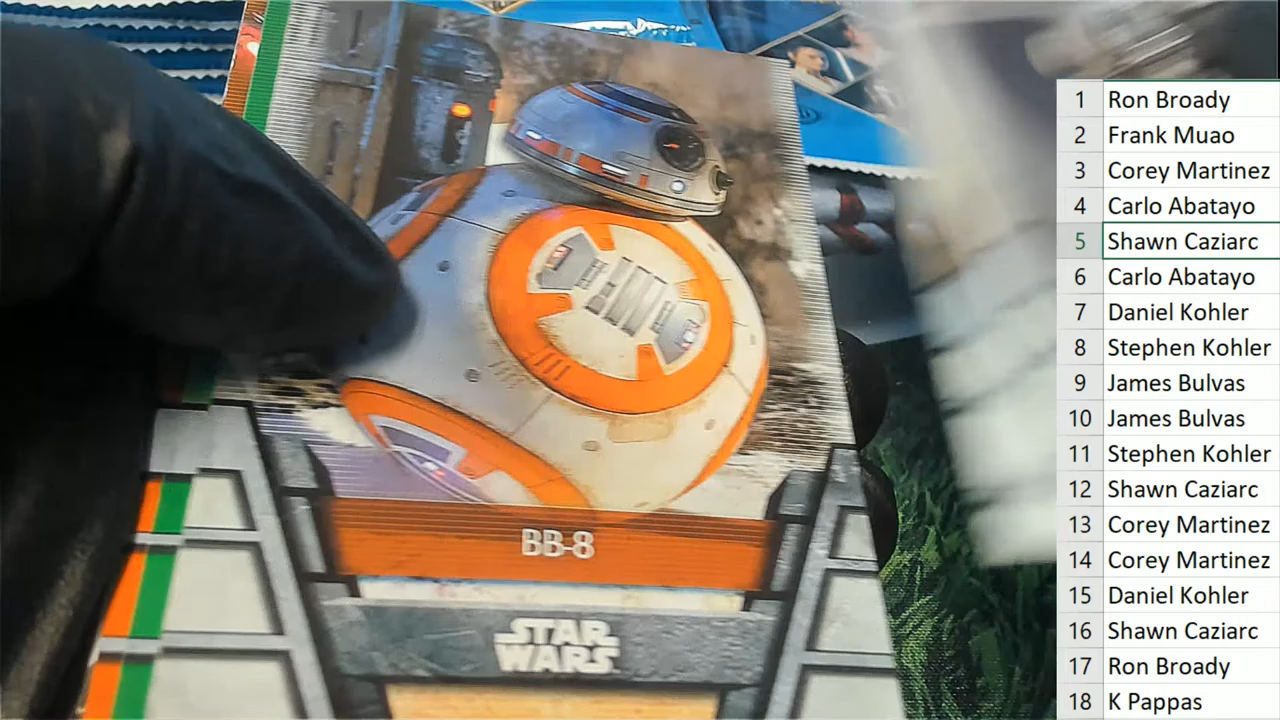 BB-8
STAR
WARS
1 Ron Broady
2 Frank Muao
3 Corey Martinez
4 Carlo Abatayo
5 Shawn Caziarc
6 Carlo Abatayo
7 Daniel Kohler
8 Stephen Kohler
9 James Bulvas
10 James Bulvas
11 Stephen Kohler
12 Shawn Caziarc
13 Corey Martinez
14 Corey Martinez
15 Daniel Kohler
16 Shawn Caziarc
17 Ron Broady
18 K Pappas